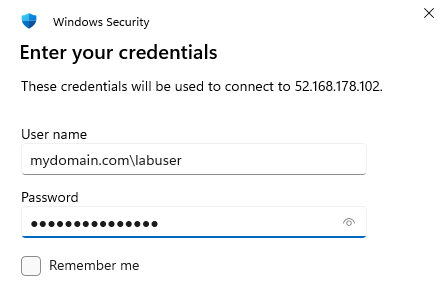 Windows Security
Enter your credentials
These credentials will be used to connect to 52.168.178.102.
User name
mydomain.com\labuser
Password
●●●●●●●●●●●●●●●
Remember me